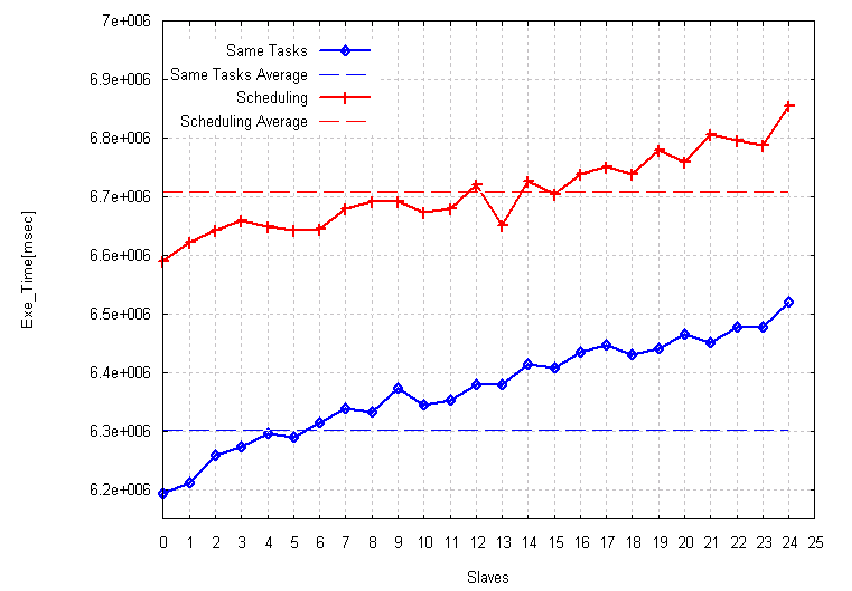 7e+006
6.9e+006
6.8e+006
6.7e+006
6.6e+006
6.5e+006
6.4e+006
6.3e+006
6.2e+006
Same Tasks
Same Tasks Average
Scheduling
Scheduling Average
Exe_Time[msec]
0 1 2 3 4 5 6 7 8 9 10 11 12 13 14 15 16 17 18 19 20 21 22 23 24 25
Slaves